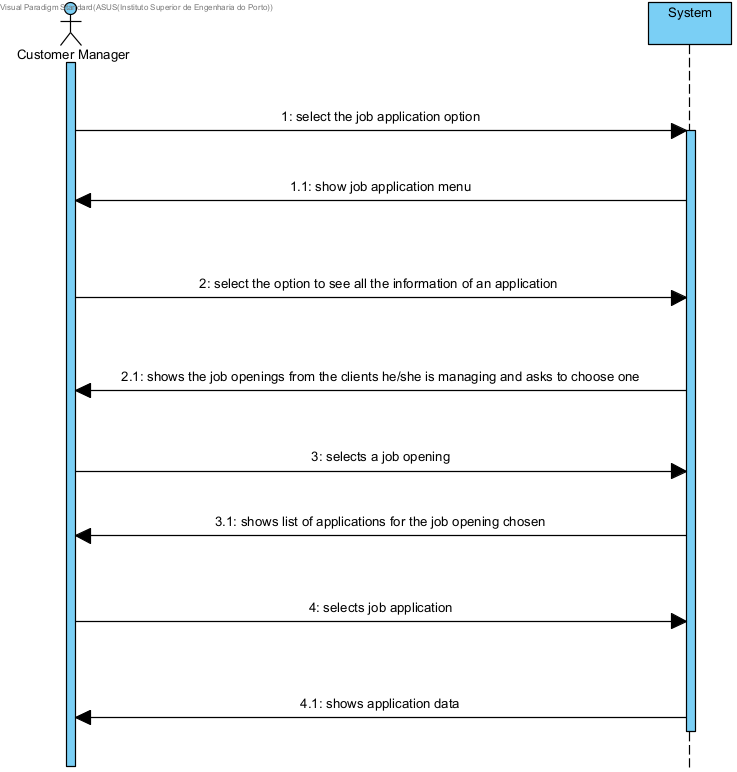 Visual Paradigm Standard(ASUS(Instituto Superior de Engenharia do Porto))
System
Customer Manager
1: select the job application option
1.1: show job application menu
2: select the option to see all the information of an application
2.1: shows the job openings from the clients he/she is managing and asks to choose one
3: selects a job opening
3.1: shows list of applications for the job opening chosen
4: selects job application
4.1: shows application data